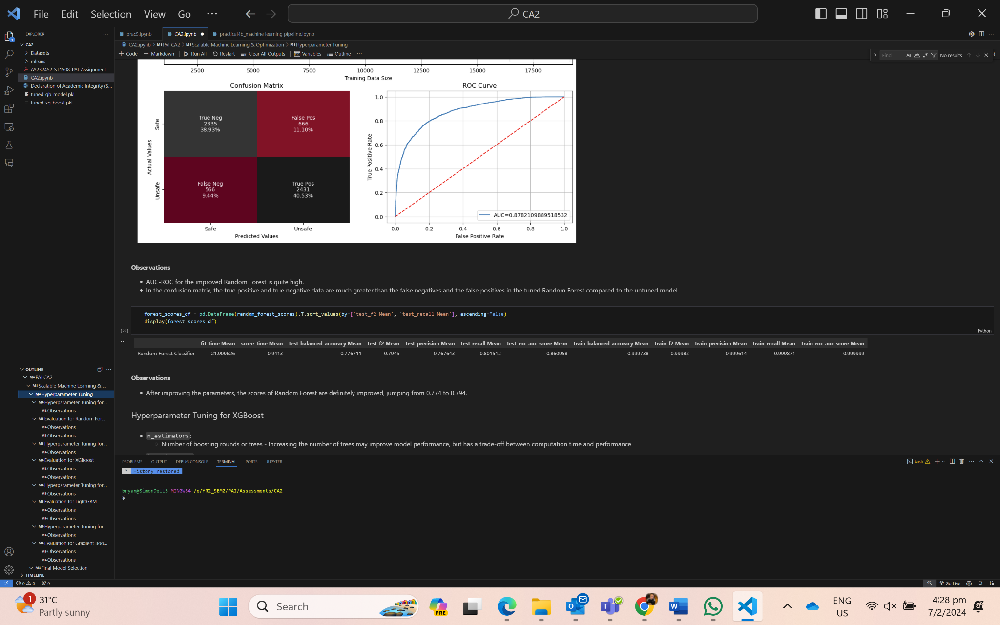 File Edit Selection View Go ··· CA2
EXPLORER
CA2
Datasets
mlruns
AY2324S2_ST1508_PAI_Assignment_...
CA2.ipynb
Declaration of Academic Integrity (S...
tuned_gb_model.pkl
tuned_xg_boost.pkl
prac5.ipynb CA2.ipynb practical4b_machine learning pipeline.ipynb
CA2.ipynb > M↓PAI CA2 > M↓Scalable Machine Learning & Optimization > M↓Hyperparameter Tuning
+ Code + Markdown Run All Restart Clear All Outputs Variables Outline ···
Find Aa ab No results
2500 5000 7500 10000 12500 15000 17500
Training Data Size
Confusion Matrix
Actual Values
Safe
Unsafe
True Neg
2335
38.93%
False Pos
666
11.10%
False Neg
566
9.44%
True Pos
2431
40.53%
Safe Unsafe
Predicted Values
ROC Curve
True Positive Rate
1.0
0.8
0.6
0.4
0.2
0.0
AUC=0.8782109889518532
0.0 0.2 0.4 0.6 0.8 1.0
False Positive Rate
Observations
• AUC-ROC for the improved Random Forest is quite high.
• In the confusion matrix, the true positive and true negative data are much greater than the false negatives and the false positives in the tuned Random Forest compared to the untuned model.
forest_scores_df = pd.DataFrame(random_forest_scores).T.sort_values(by=['test_f2 Mean', 'test_recall Mean'], ascending=False)
display(forest_scores_df)
[29] Python
fit_time Mean score_time Mean test_balanced_accuracy Mean test_f2 Mean test_precision Mean test_recall Mean test_roc_auc_score Mean train_balanced_accuracy Mean train_f2 Mean train_precision Mean train_recall Mean train_roc_auc_score Mean
Random Forest Classifier 21.909626 0.9413 0.776711 0.7945 0.767643 0.801512 0.860958 0.999738 0.99982 0.999614 0.999871 0.999999
Observations
• After improving the parameters, the scores of Random Forest are definitely improved, jumping from 0.774 to 0.794.
Hyperparameter Tuning for XGBoost
• n_estimators:
○ Number of boosting rounds or trees - Increasing the number of trees may improve model performance, but has a trade-off between computation time and performance
OUTLINE
M↓PAI CA2
M↓Scalable Machine Learning & ...
M↓Hyperparameter Tuning
M↓Hyperparameter Tuning for...
M↓Observations
M↓Evaluation for Random For...
M↓Observations
M↓Observations
M↓Hyperparameter Tuning for...
M↓Observations
M↓Evaluation for XGBoost
M↓Observations
M↓Observations
M↓Hyperparameter Tuning for...
M↓Observations
M↓Evaluation for LightGBM
M↓Observations
M↓Observations
M↓Hyperparameter Tuning for...
M↓Observations
M↓Evaluation for Gradient Boo...
M↓Observations
M↓Observations
M↓Final Model Selection
TIMELINE
PROBLEMS OUTPUT DEBUG CONSOLE TERMINAL PORTS JUPYTER
bash
* History restored
bryan@SimonDell3 MINGW64 /e/YR2_SEM2/PAI/Assessments/CA2
$
0 0 0 Go Live
1 31°C
Partly sunny
Search
PRE
ENG
US
4:28 pm
7/2/2024